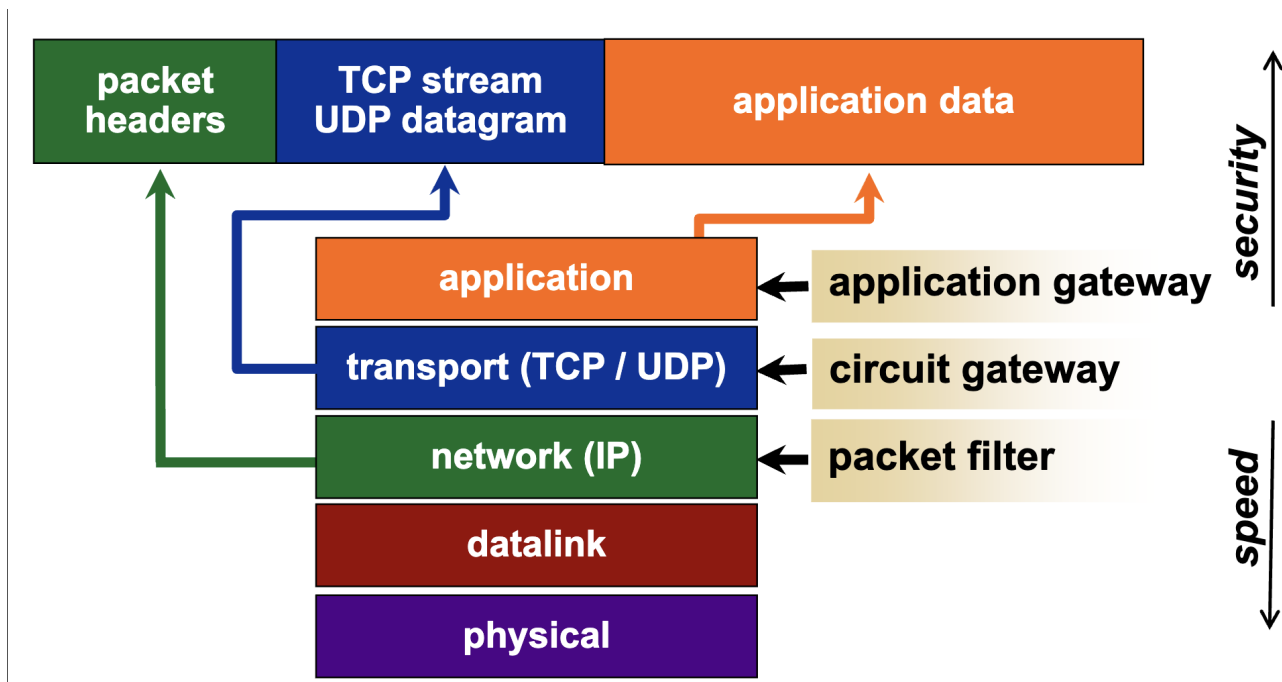 packet
headers
TCP stream
UDP datagram
application data
security
application
application gateway
transport (TCP / UDP)
circuit gateway
network (IP)
packet filter
speed
datalink
physical